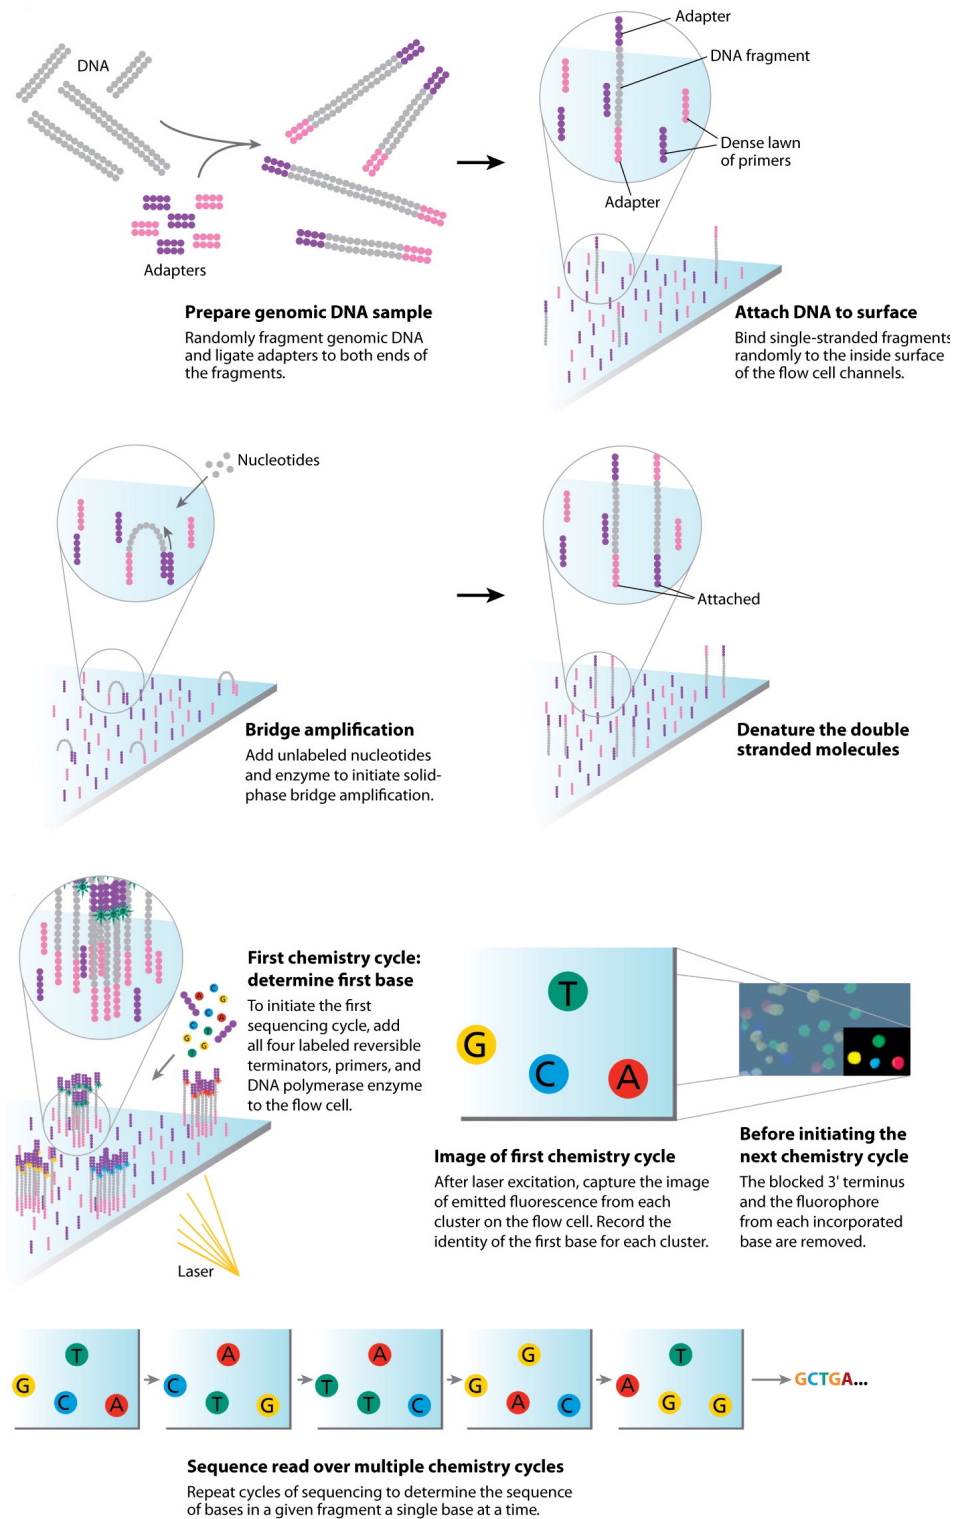 DNA
Adapters
Prepare genomic DNA sample
Randomly fragment genomic DNA
and ligate adapters to both ends of
the fragments.
Adapter
DNA fragment
Dense lawn
of primers
Adapter
Attach DNA to surface
Bind single-stranded fragments
randomly to the inside surface
of the flow cell channels.
Nucleotides
Bridge amplification
Add unlabeled nucleotides
and enzyme to initiate solid-
phase bridge amplification.
Attached
Denature the double
stranded molecules
First chemistry cycle:
determine first base
To initiate the first
sequencing cycle, add
all four labeled reversible
terminators, primers, and
DNA polymerase enzyme
to the flow cell.
A
C
G
C
C
A
G
T
G
T
Laser
T
G
C
A
Image of first chemistry cycle
After laser excitation, capture the image
of emitted fluorescence from each
cluster on the flow cell. Record the
identity of the first base for each cluster.
Before initiating the
next chemistry cycle
The blocked 3' terminus
and the fluorophore
from each incorporated
base are removed.
T
G
C
A
A
C
T
G
A
T
T
C
G
G
A
C
T
A
G
G
GCTGA...
Sequence read over multiple chemistry cycles
Repeat cycles of sequencing to determine the sequence
of bases in a given fragment a single base at a time.